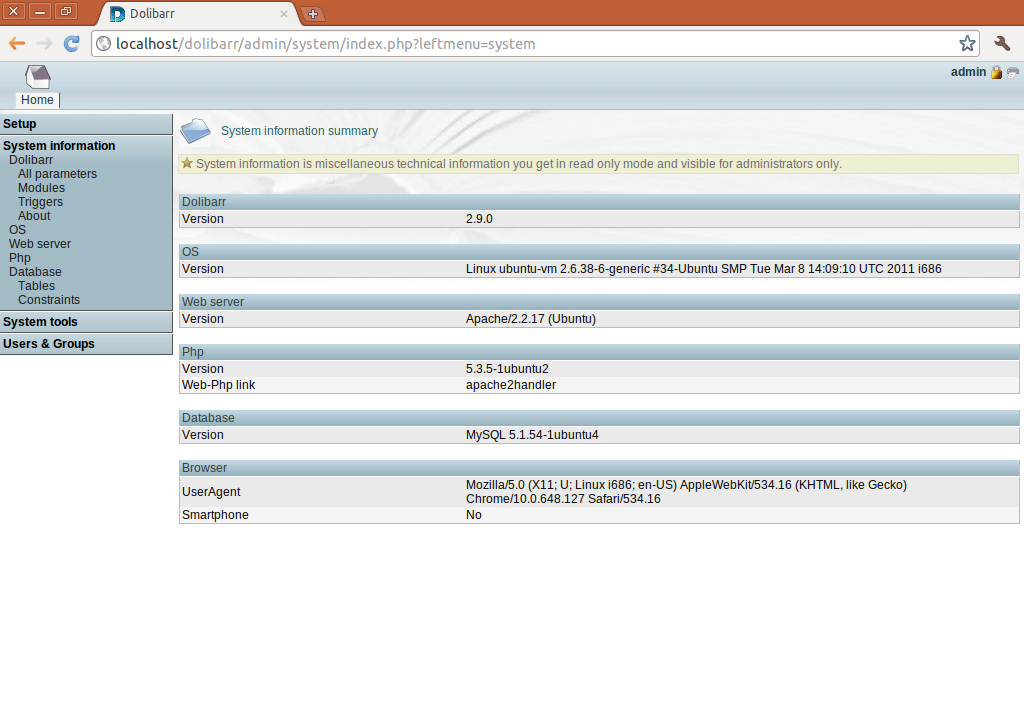 Dolibarr
localhost/dolibarr/admin/system/index.php?leftmenu=system
admin
Home
Setup
System information
Dolibarr
All parameters
Modules
Triggers
About
OS
Web server
Php
Database
Tables
Constraints
System tools
Users & Groups
System information summary
System information is miscellaneous technical information you get in read only mode and visible for administrators only.
Dolibarr
Version 2.9.0
OS
Version Linux ubuntu-vm 2.6.38-6-generic #34-Ubuntu SMP Tue Mar 8 14:09:10 UTC 2011 i686
Web server
Version Apache/2.2.17 (Ubuntu)
Php
Version 5.3.5-1ubuntu2
Web-Php link apache2handler
Database
Version MySQL 5.1.54-1ubuntu4
Browser
UserAgent Mozilla/5.0 (X11; U; Linux i686; en-US) AppleWebKit/534.16 (KHTML, like Gecko)
Chrome/10.0.648.127 Safari/534.16
Smartphone No